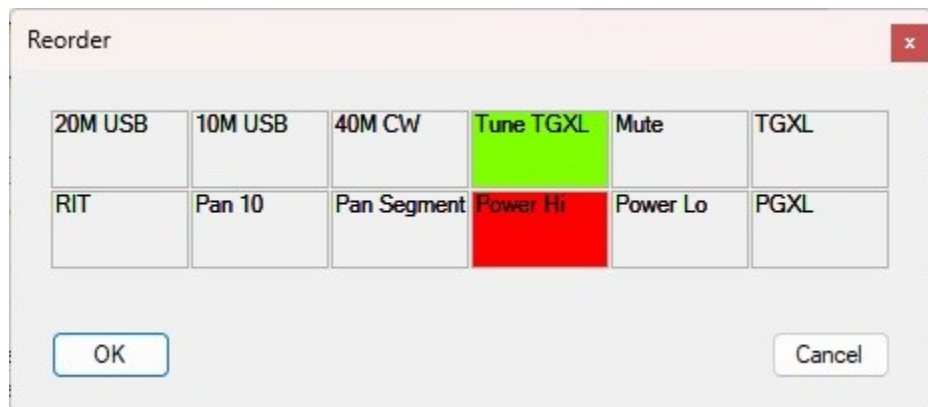 Reorder
x
20M USB 10M USB 40M CW Tune TGXL Mute TGXL
RIT Pan 10 Pan Segment Power Hi Power Lo PGXL
OK Cancel